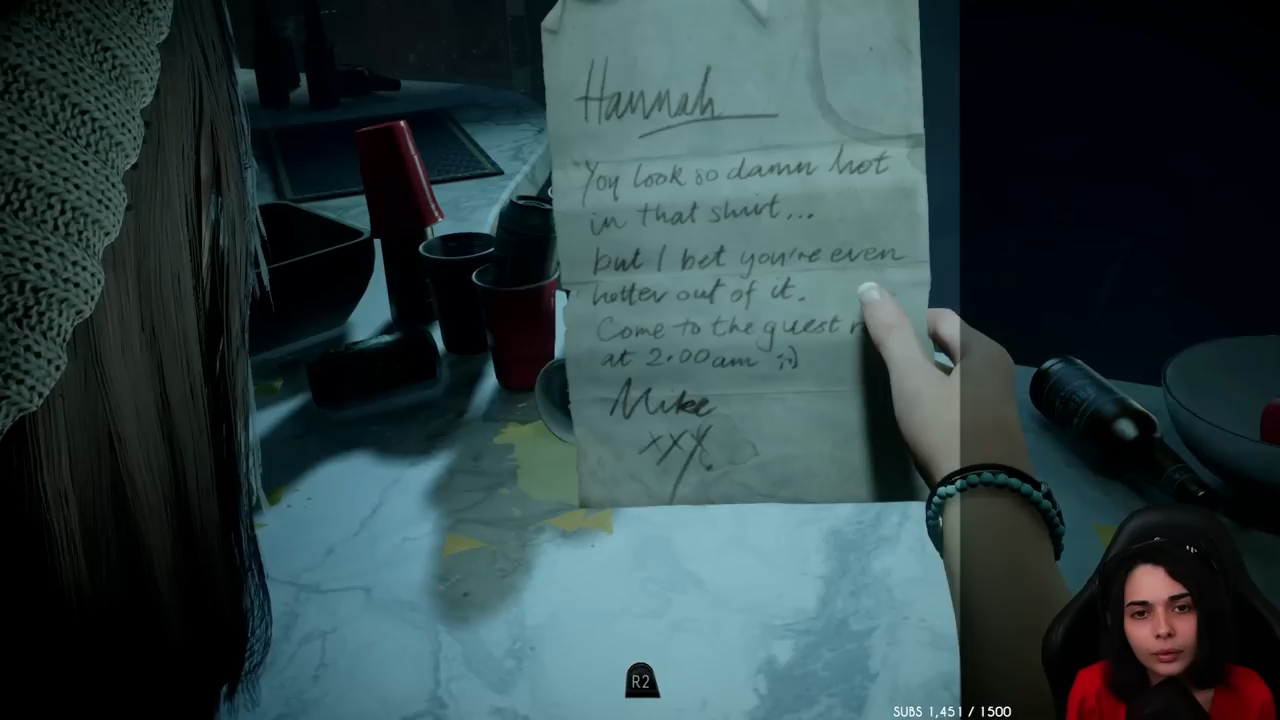 Hannah
You look so damn hot
in that shirt...
but I bet you're even
hotter out of it.
Come to the guest
at 2.00am ;)
Mike
xxx
R2
SUBS 1,451 / 1500